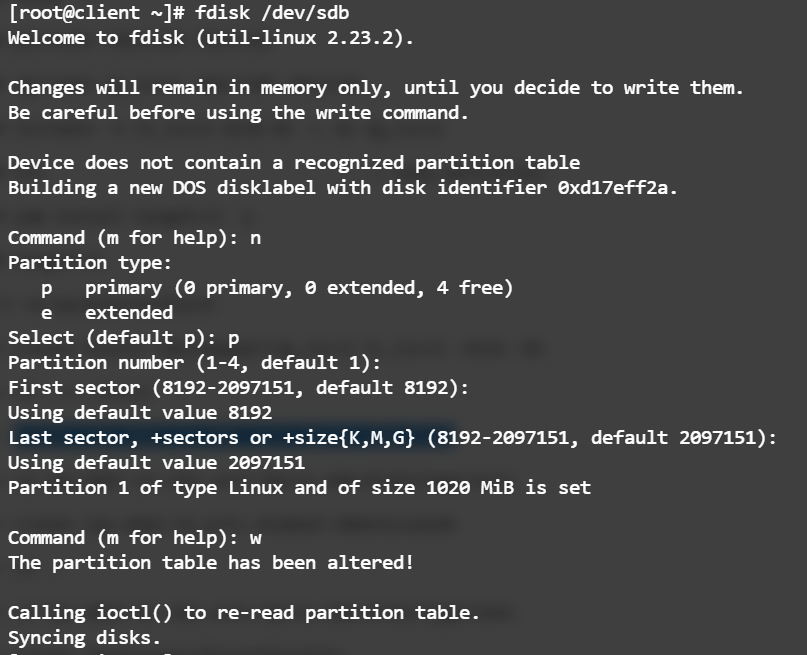 [root@client ~]# fdisk /dev/sdb
Welcome to fdisk (util-linux 2.23.2).
Changes will remain in memory only, until you decide to write them.
Be careful before using the write command.
Device does not contain a recognized partition table
Building a new DOS disklabel with disk identifier 0xd17eff2a.
Command (m for help): n
Partition type:
   p   primary (0 primary, 0 extended, 4 free)
   e   extended
Select (default p): p
Partition number (1-4, default 1):
First sector (8192-2097151, default 8192):
Using default value 8192
Last sector, +sectors or +size{K,M,G} (8192-2097151, default 2097151):
Using default value 2097151
Partition 1 of type Linux and of size 1020 MiB is set
Command (m for help): w
The partition table has been altered!
Calling ioctl() to re-read partition table.
Syncing disks.